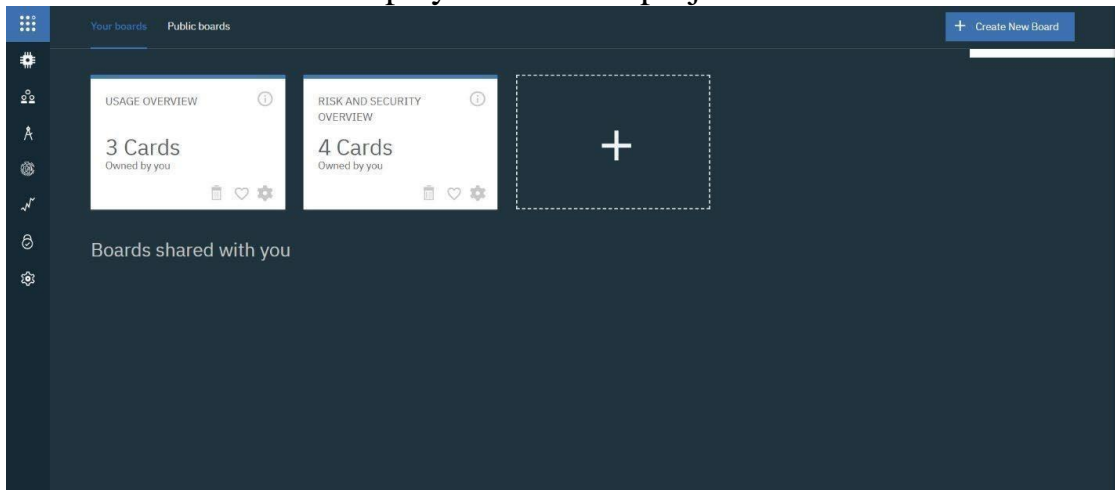 Your boards Public boards
+ Create New Board
USAGE OVERVIEW
3 Cards
Owned by you
RISK AND SECURITY
OVERVIEW
4 Cards
Owned by you
Boards shared with you